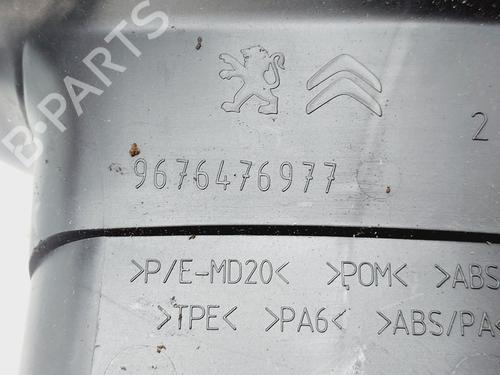 B-PARTS
2
9676476977
>P/E-MD20< >POM< >ABS
>TPE< >PA6< >ABS/PA<